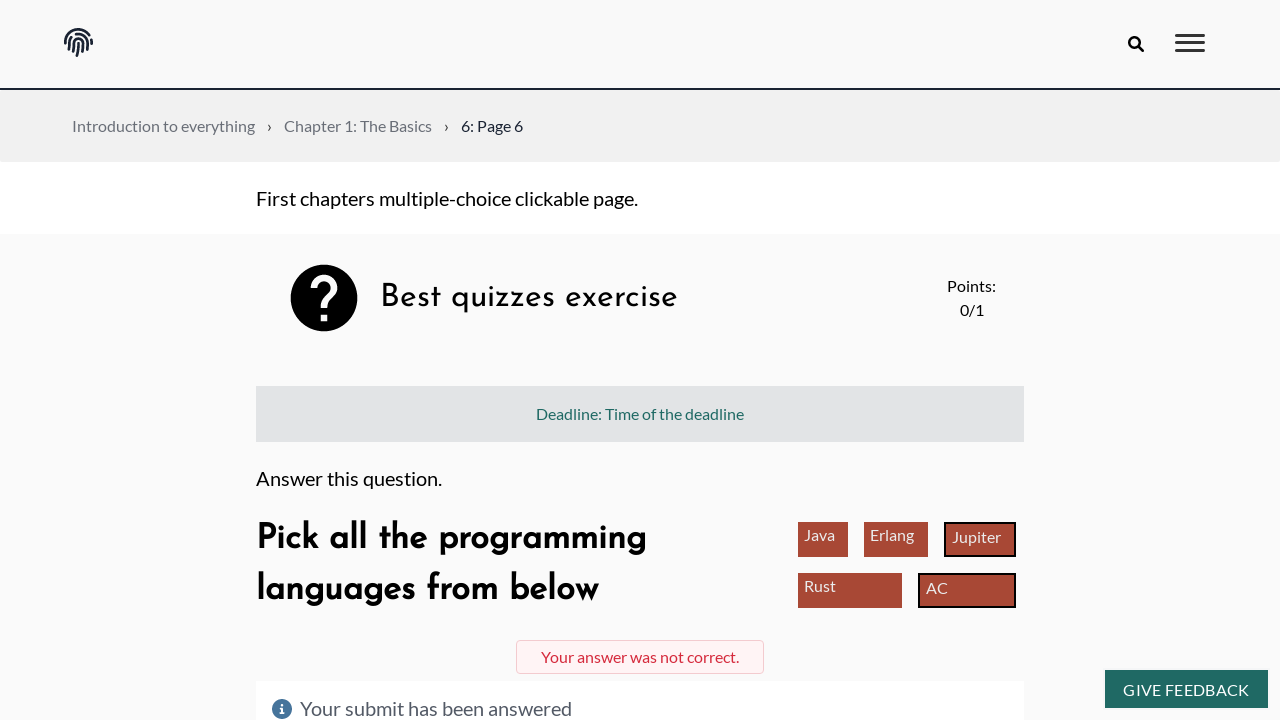 Introduction to everything › Chapter 1: The Basics › 6: Page 6
First chapters multiple-choice clickable page.
Best quizzes exercise
Points:
0/1
Deadline: Time of the deadline
Answer this question.
Pick all the programming
languages from below
Java Erlang Jupiter
Rust AC
Your answer was not correct.
GIVE FEEDBACK
Your submit has been answered